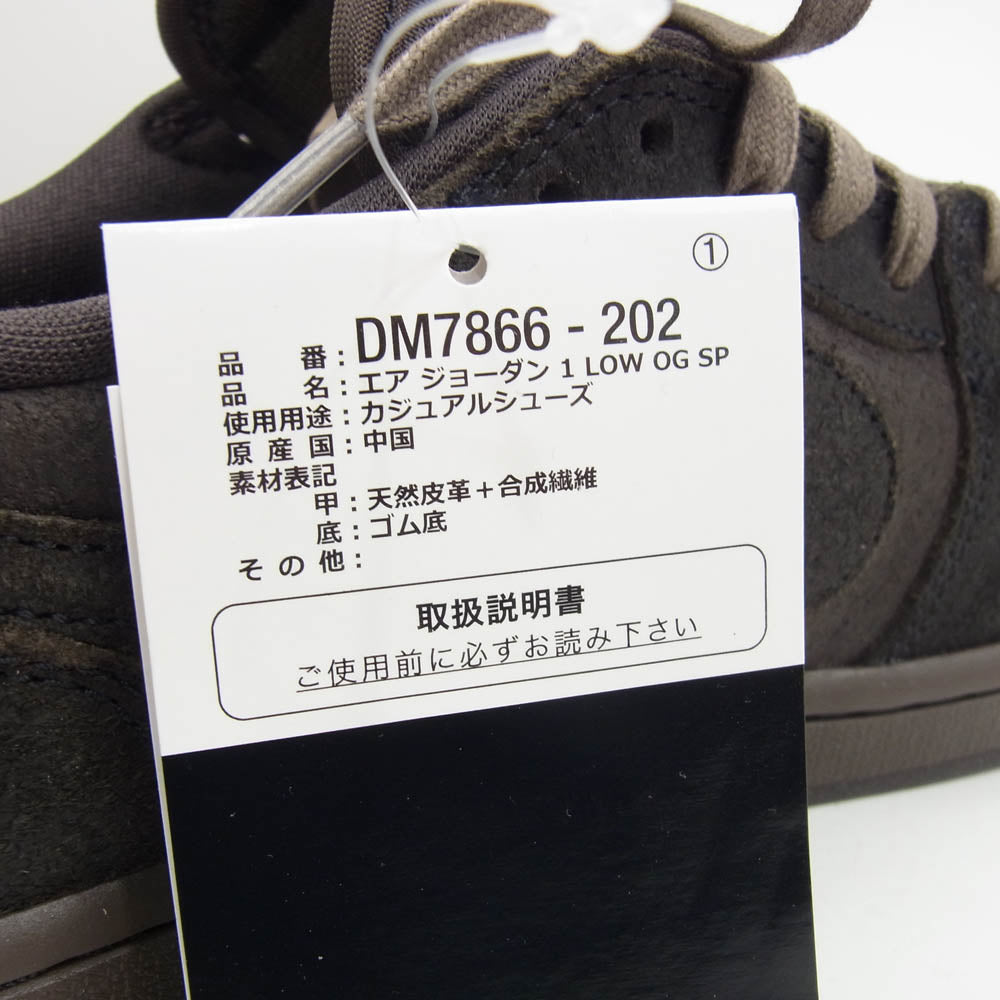 ①
品 番 : DM7866 - 202
品 名 : エア ジョーダン 1 LOW OG SP
使用用途 : カジュアルシューズ
原 産 国 : 中国
素材表記
甲 : 天然皮革＋合成繊維
底 : ゴム底
そ の 他 :
取扱説明書
ご使用前に必ずお読み下さい